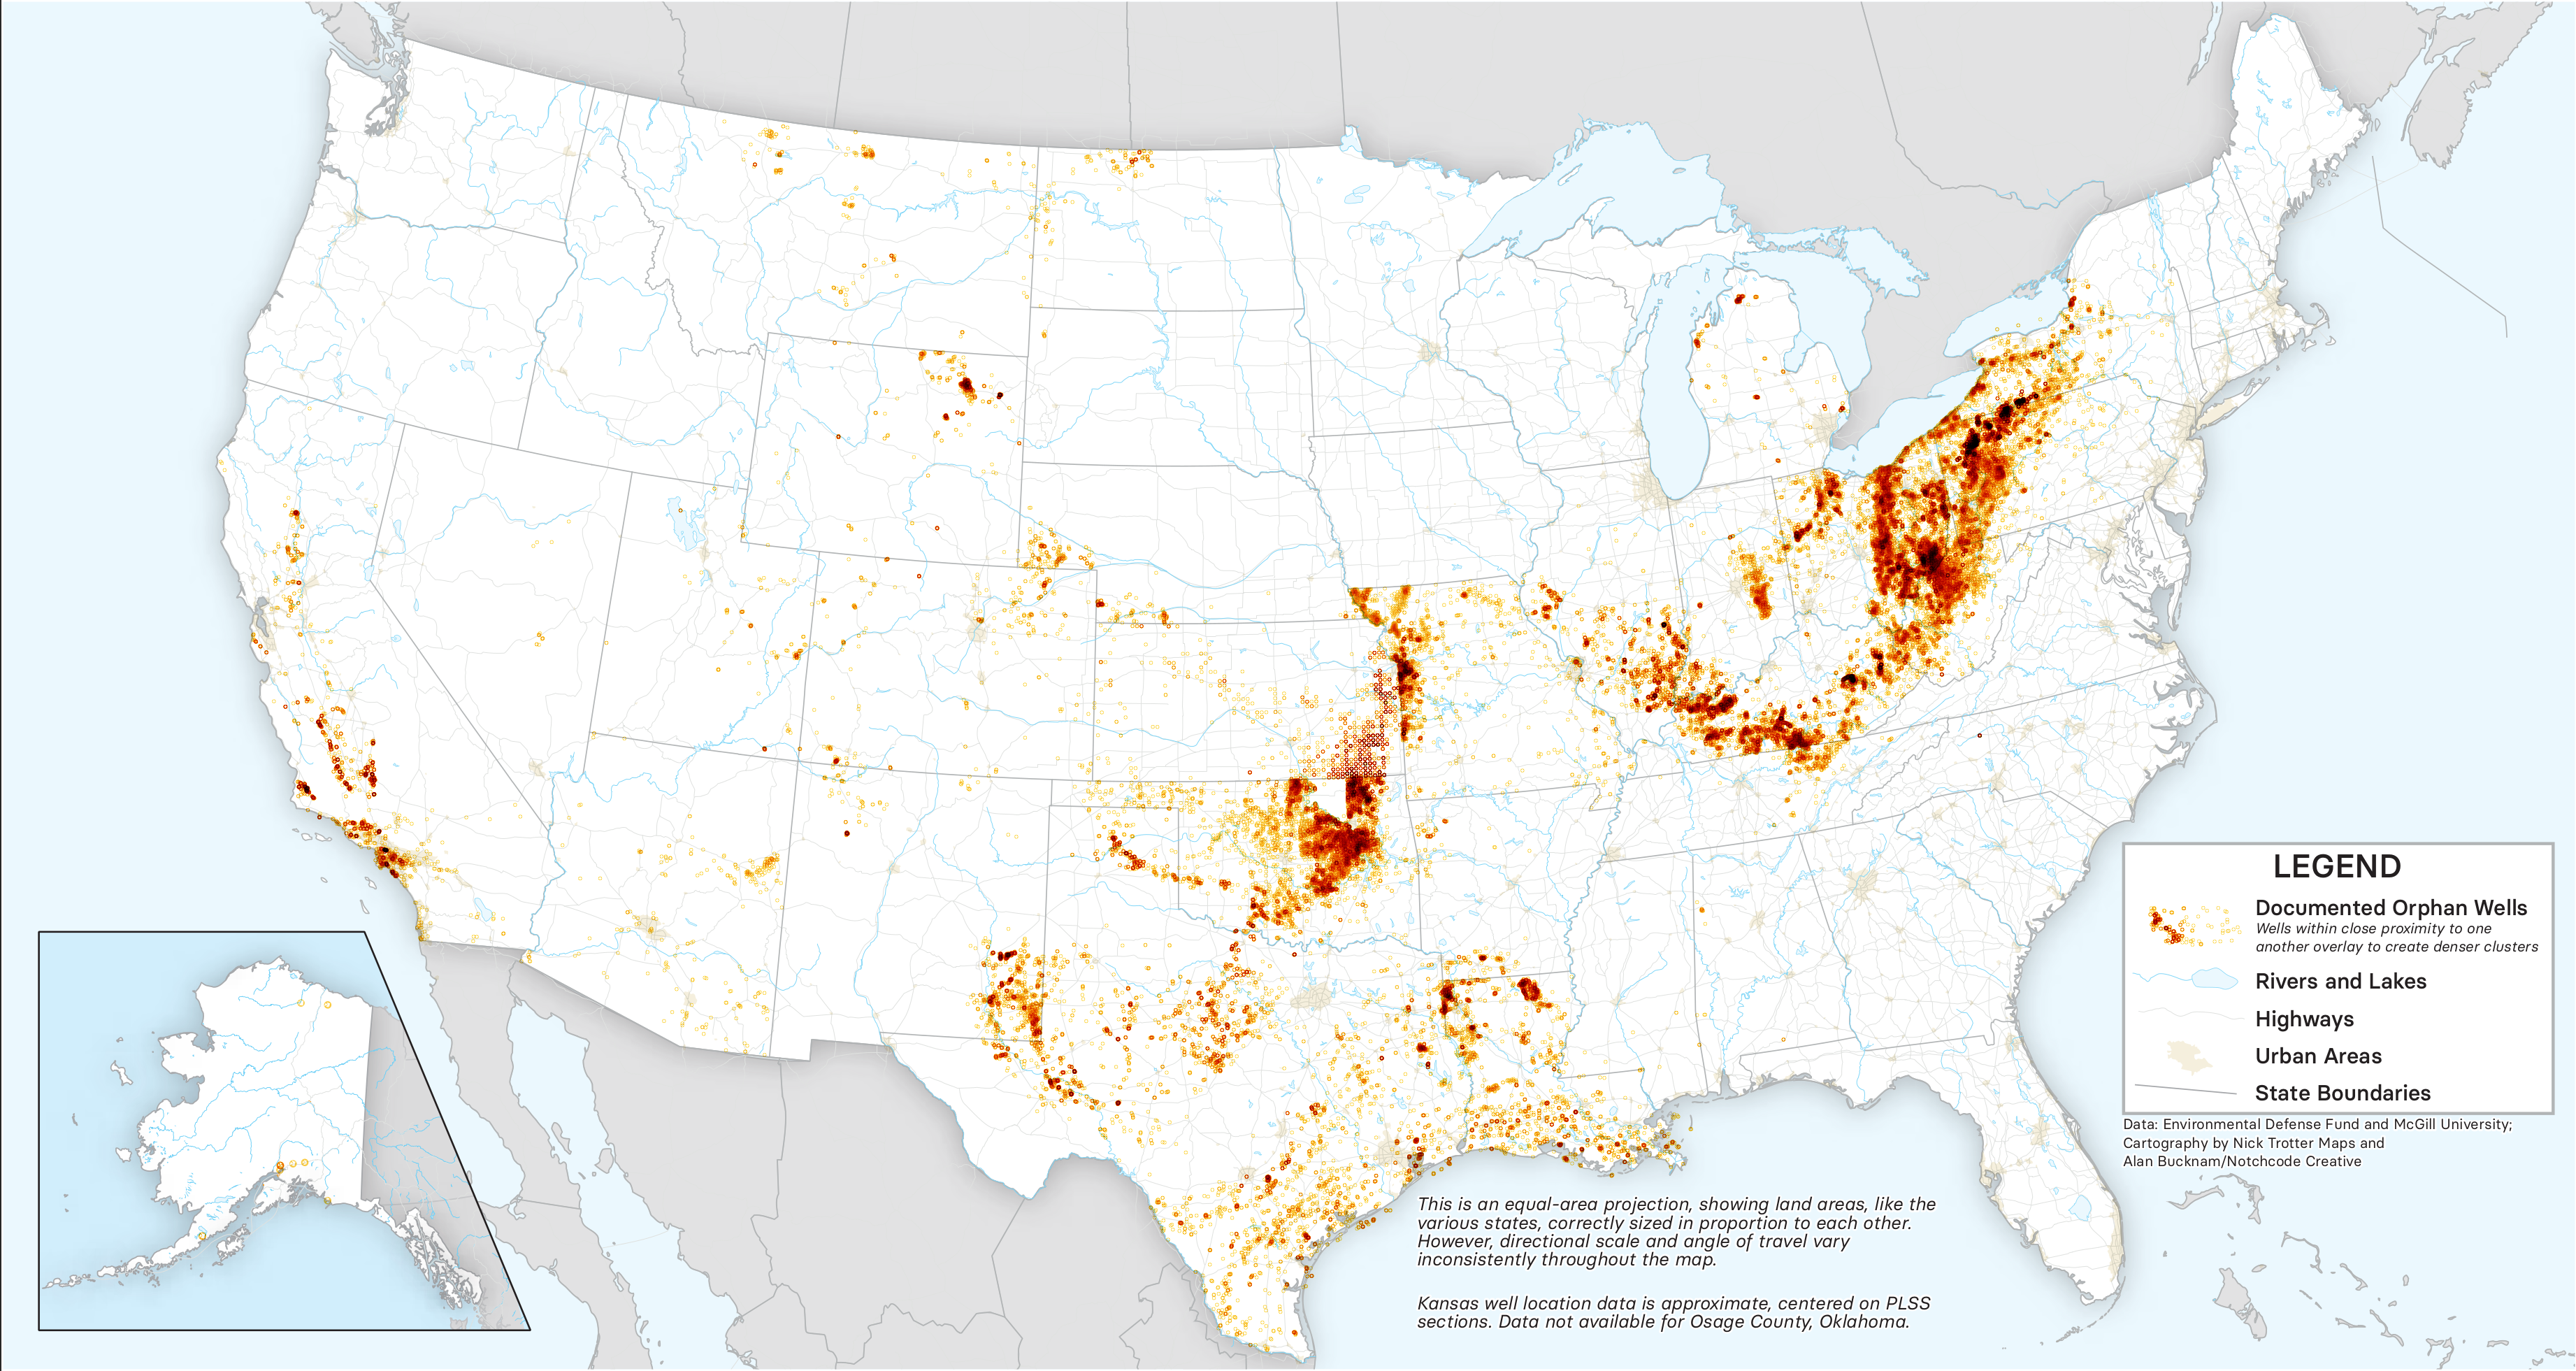 LEGEND
Documented Orphan Wells
Wells within close proximity to one
another overlay to create denser clusters
Rivers and Lakes
Highways
Urban Areas
State Boundaries
Data: Environmental Defense Fund and McGill University;
Cartography by Nick Trotter Maps and
Alan Bucknam/Notchcode Creative
This is an equal-area projection, showing land areas, like the
various states, correctly sized in proportion to each other.
However, directional scale and angle of travel vary
inconsistently throughout the map.
Kansas well location data is approximate, centered on PLSS
sections. Data not available for Osage County, Oklahoma.